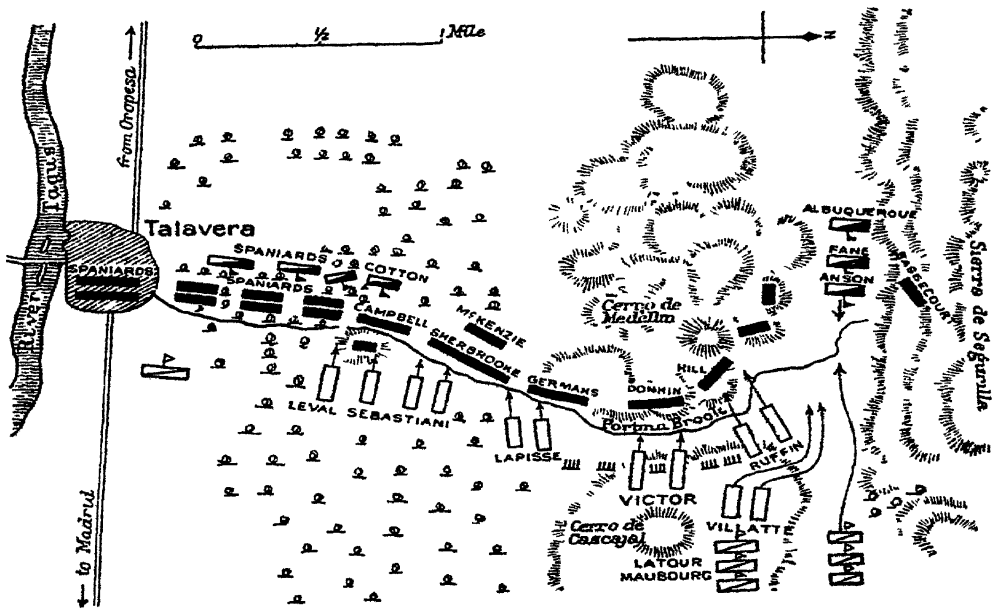 0 ½ 1 Mile
N
from Oropesa
River Tagus
Talavera
SPANIARDS
SPANIARDS
SPANIARDS
COTTON
CAMPBELL
McKENZIE
SHERBROOKE
GERMANS
DONKIN
HILL
Cerro de
Medellin
Portina Brook
ALBUQUERQUE
FANE
ANSON
BASSECOURT
Sierra de Segurilla
LEVAL
SEBASTIANI
LAPISSE
VICTOR
RUFFIN
VILLATTE
Cerro de
Cascajal
LATOUR
MAUBOURG
to Madrid